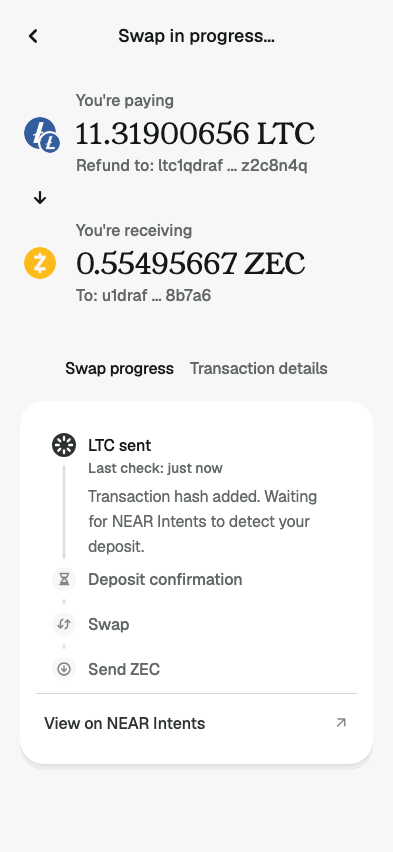 Swap in progress...
You're paying
11.31900656 LTC
Refund to: ltc1qdraf ... z2c8n4q
You're receiving
0.55495667 ZEC
To: u1draf ... 8b7a6
Swap progress
Transaction details
LTC sent
Last check: just now
Transaction hash added. Waiting
for NEAR Intents to detect your
deposit.
Deposit confirmation
Swap
Send ZEC
View on NEAR Intents